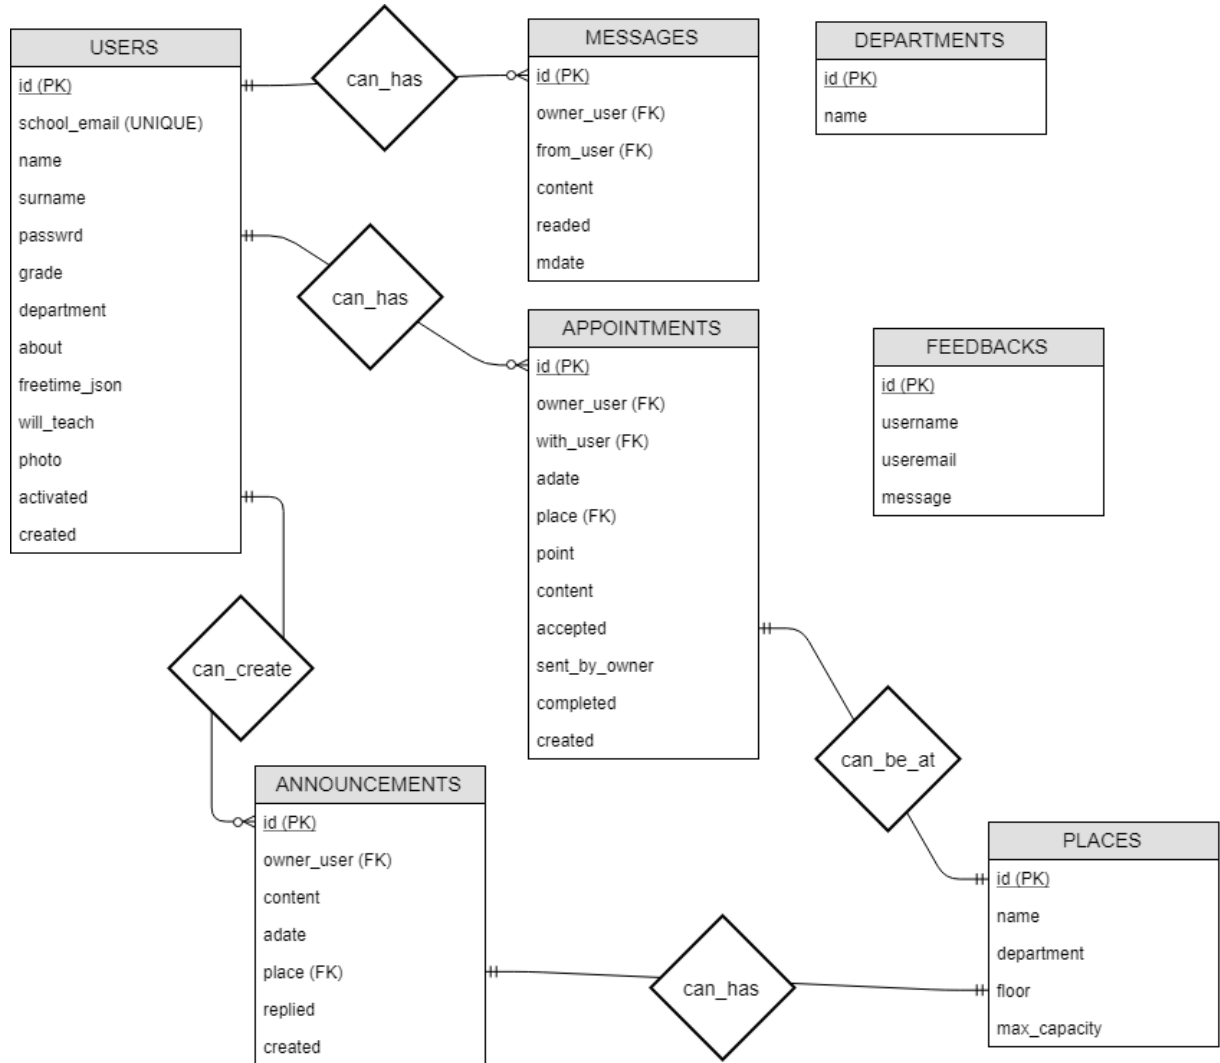 USERS
id (PK)
school_email (UNIQUE)
name
surname
passwrd
grade
department
about
freetime_json
will_teach
photo
activated
created
can_has
MESSAGES
id (PK)
owner_user (FK)
from_user (FK)
content
readed
mdate
DEPARTMENTS
id (PK)
name
can_has
APPOINTMENTS
id (PK)
owner_user (FK)
with_user (FK)
adate
place (FK)
point
content
accepted
sent_by_owner
completed
created
FEEDBACKS
id (PK)
username
useremail
message
can_create
ANNOUNCEMENTS
id (PK)
owner_user (FK)
content
adate
place (FK)
replied
created
can_be_at
can_has
PLACES
id (PK)
name
department
floor
max_capacity